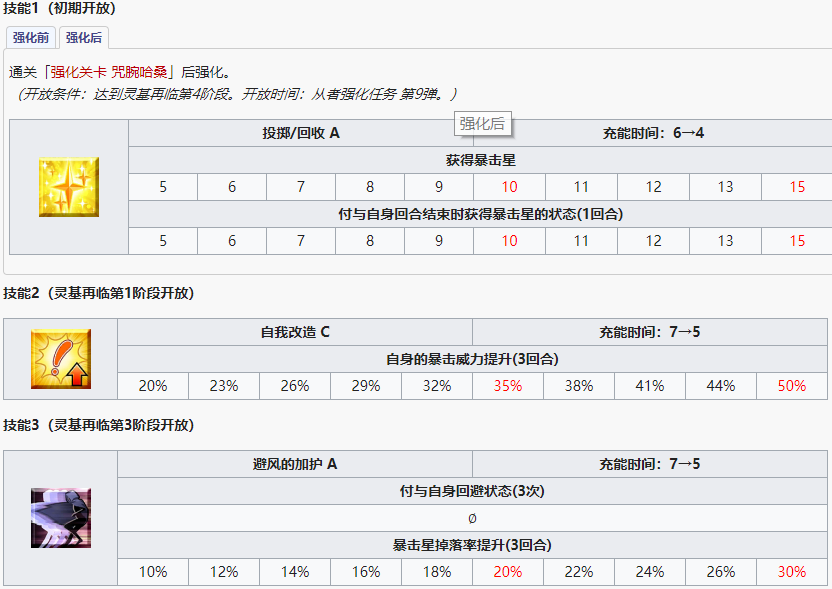 技能1（初期开放）
强化前 强化后
通关「强化关卡 咒腕哈桑」后强化。
（开放条件：达到灵基再临第4阶段。开放时间：从者强化任务 第9弹。）
强化后
投掷/回收 A 充能时间：6→4
获得暴击星
5 6 7 8 9 10 11 12 13 15
付与自身回合结束时获得暴击星的状态(1回合)
5 6 7 8 9 10 11 12 13 15
技能2（灵基再临第1阶段开放）
自我改造 C 充能时间：7→5
自身的暴击威力提升(3回合)
20% 23% 26% 29% 32% 35% 38% 41% 44% 50%
技能3（灵基再临第3阶段开放）
避风的加护 A 充能时间：7→5
付与自身回避状态(3次)
Ø
暴击星掉落率提升(3回合)
10% 12% 14% 16% 18% 20% 22% 24% 26% 30%